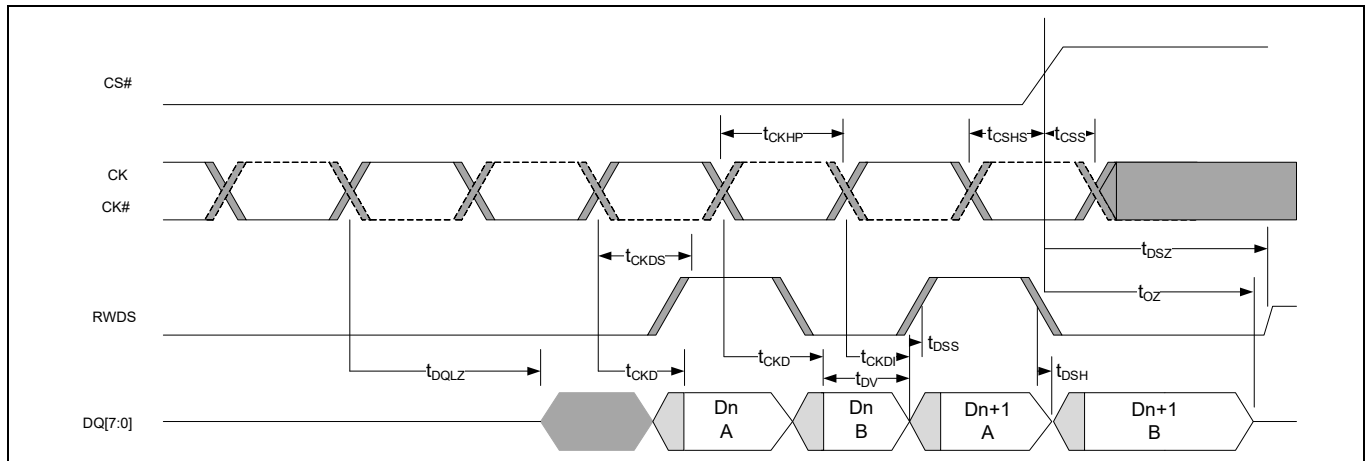 CS#
tCKHP
tCSHS
tCSS
CK
CK#
tCKDS
tDSZ
tOZ
RWDS
tDSS
tCKD
tCKDI
tDQLZ
tCKD
tDV
tDSH
DQ[7:0]
Dn
A
Dn
B
Dn+1
A
Dn+1
B